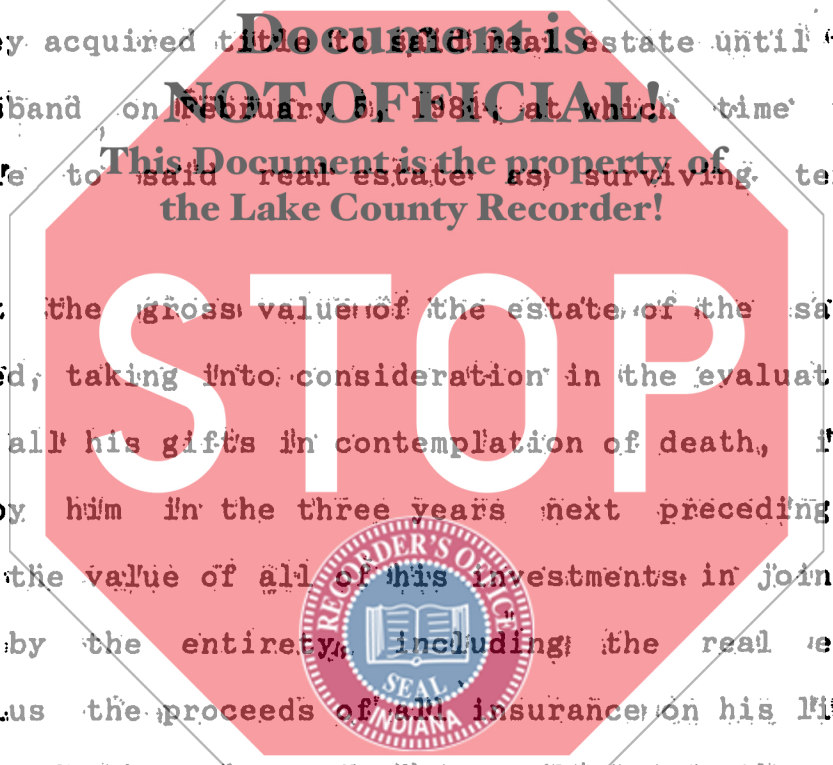 Document is
NOT OFFICIAL!
This Document is the property of
the Lake County Recorder!
STOP
RECORDER'S OFFICE
SEAL
INDIANA
acquired title to said real estate until
on February 5, 1981, at which time
to said real estate as surviving
the gross value of the estate of the
taking into consideration in the
all his gifts in contemplation of death,
him in the three years next preceding
the value of all of his investments in
by the entirety, including the real
the proceeds of all insurance on his